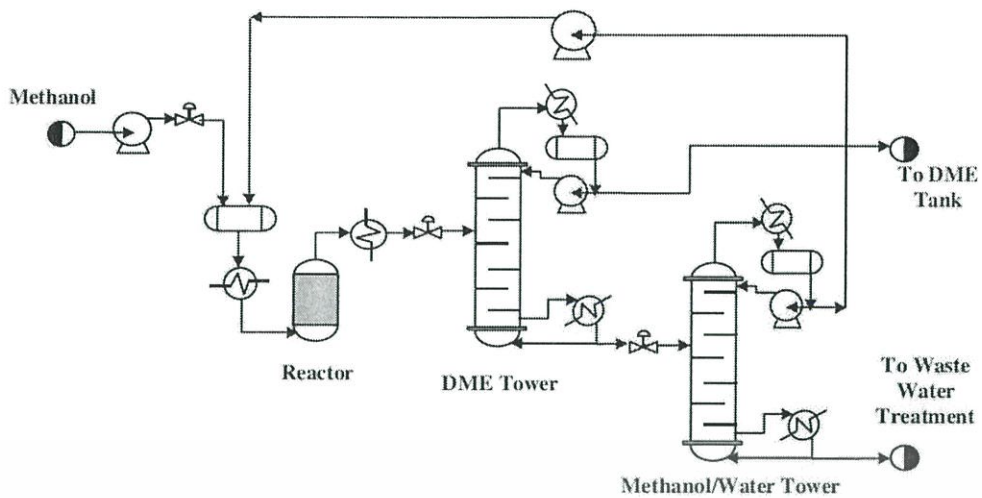 Methanol
To DME
Tank
Reactor
DME Tower
To Waste
Water
Treatment
Methanol/Water Tower